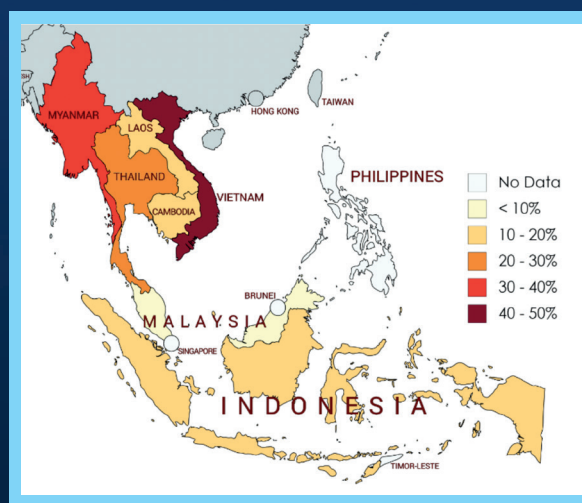 SH
MYANMAR
LAOS
HONG KONG
TAIWAN
THAILAND
VIETNAM
CAMBODIA
PHILIPPINES
BRUNEI
MALAYSIA
SINGAPORE
INDONESIA
TIMOR-LESTE
No Data
< 10%
10 - 20%
20 - 30%
30 - 40%
40 - 50%